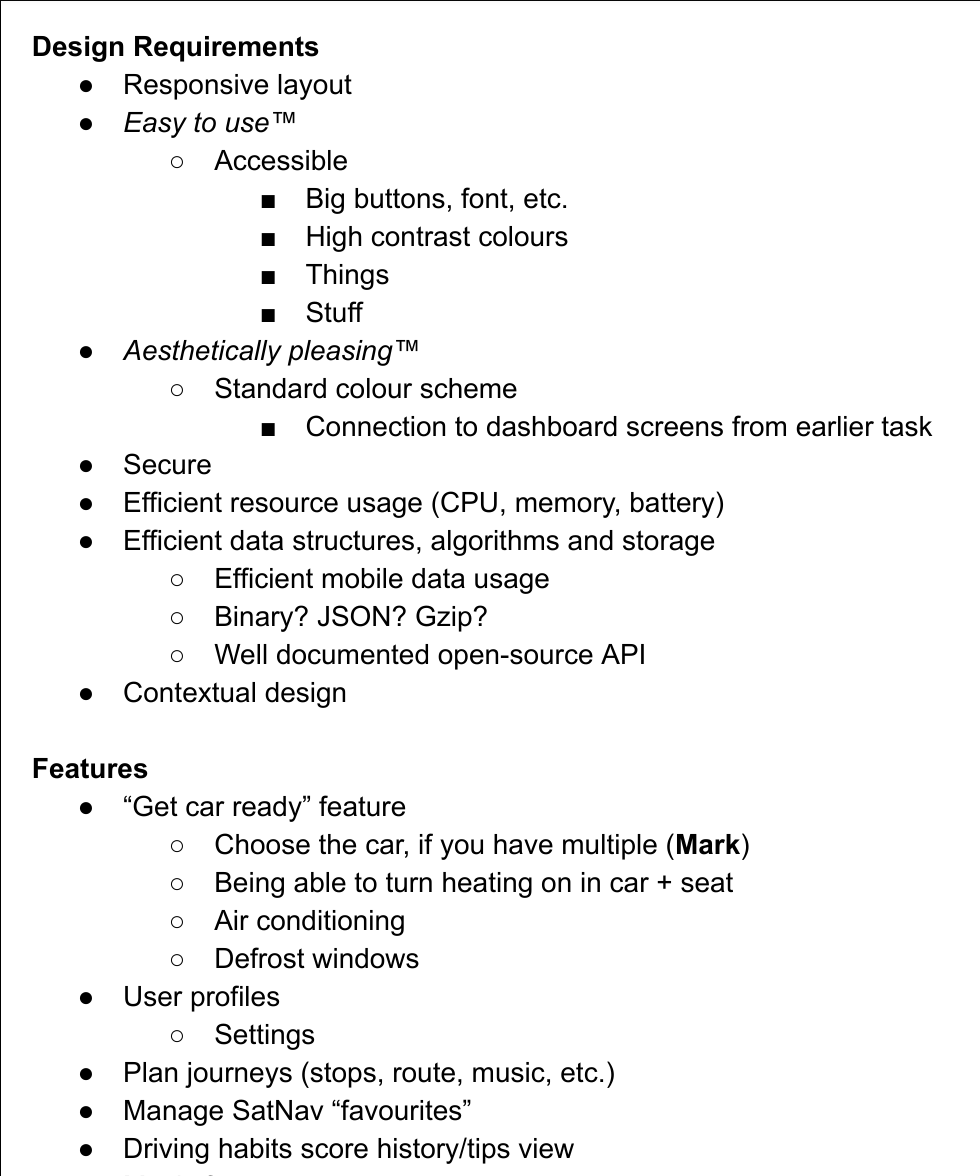 Design Requirements
● Responsive layout
● Easy to use™
○ Accessible
■ Big buttons, font, etc.
■ High contrast colours
■ Things
■ Stuff
● Aesthetically pleasing™
○ Standard colour scheme
■ Connection to dashboard screens from earlier task
● Secure
● Efficient resource usage (CPU, memory, battery)
● Efficient data structures, algorithms and storage
○ Efficient mobile data usage
○ Binary? JSON? Gzip?
○ Well documented open-source API
● Contextual design
Features
● “Get car ready” feature
○ Choose the car, if you have multiple (Mark)
○ Being able to turn heating on in car + seat
○ Air conditioning
○ Defrost windows
● User profiles
○ Settings
● Plan journeys (stops, route, music, etc.)
● Manage SatNav “favourites”
● Driving habits score history/tips view